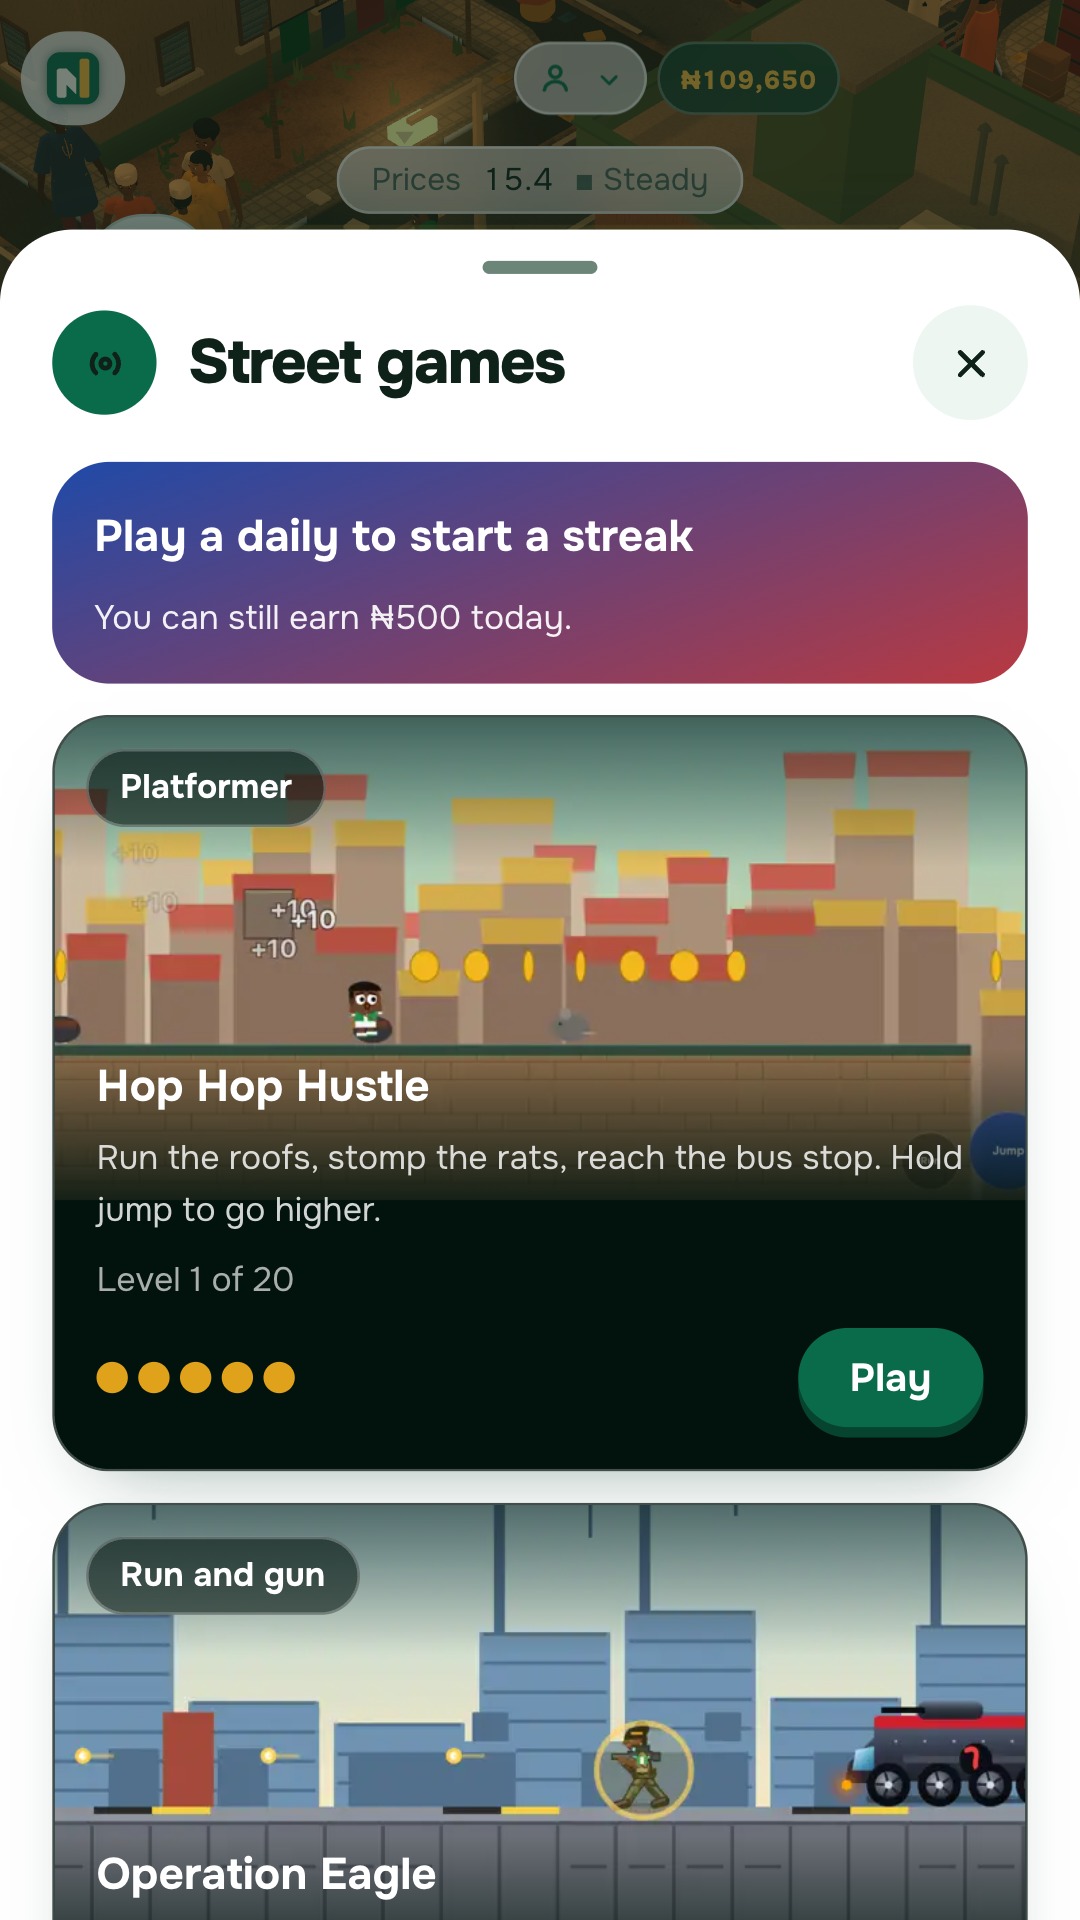 ₦109,650
Prices 15.4 Steady
Street games
Play a daily to start a streak
You can still earn ₦500 today.
Platformer
+10
+10
+10
+10
+10
Hop Hop Hustle
Run the roofs, stomp the rats, reach the bus stop. Hold
jump to go higher.
Jump
Level 1 of 20
Play
Run and gun
7
Operation Eagle